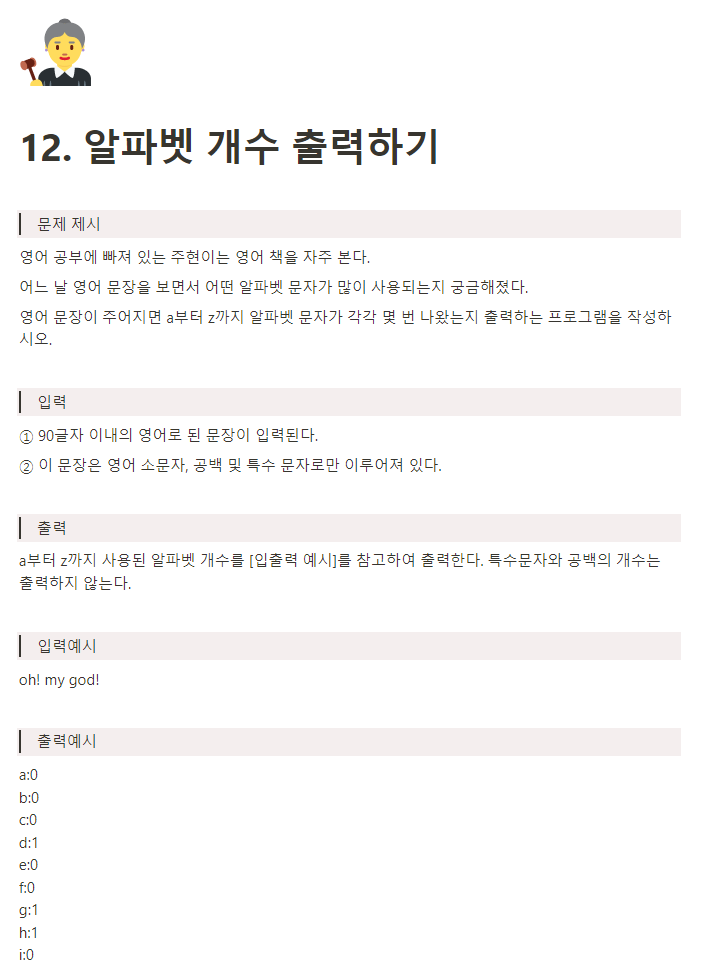 12. 알파벳 개수 출력하기
문제 제시
영어 공부에 빠져 있는 주현이는 영어 책을 자주 본다.
어느 날 영어 문장을 보면서 어떤 알파벳 문자가 많이 사용되는지 궁금해졌다.
영어 문장이 주어지면 a부터 z까지 알파벳 문자가 각각 몇 번 나왔는지 출력하는 프로그램을 작성하
시오.
입력
① 90글자 이내의 영어로 된 문장이 입력된다.
② 이 문장은 영어 소문자, 공백 및 특수 문자로만 이루어져 있다.
출력
a부터 z까지 사용된 알파벳 개수를 [입출력 예시]를 참고하여 출력한다. 특수문자와 공백의 개수는
출력하지 않는다.
입력예시
oh! my god!
출력예시
a:0
b:0
c:0
d:1
e:0
f:0
g:1
h:1
i:0